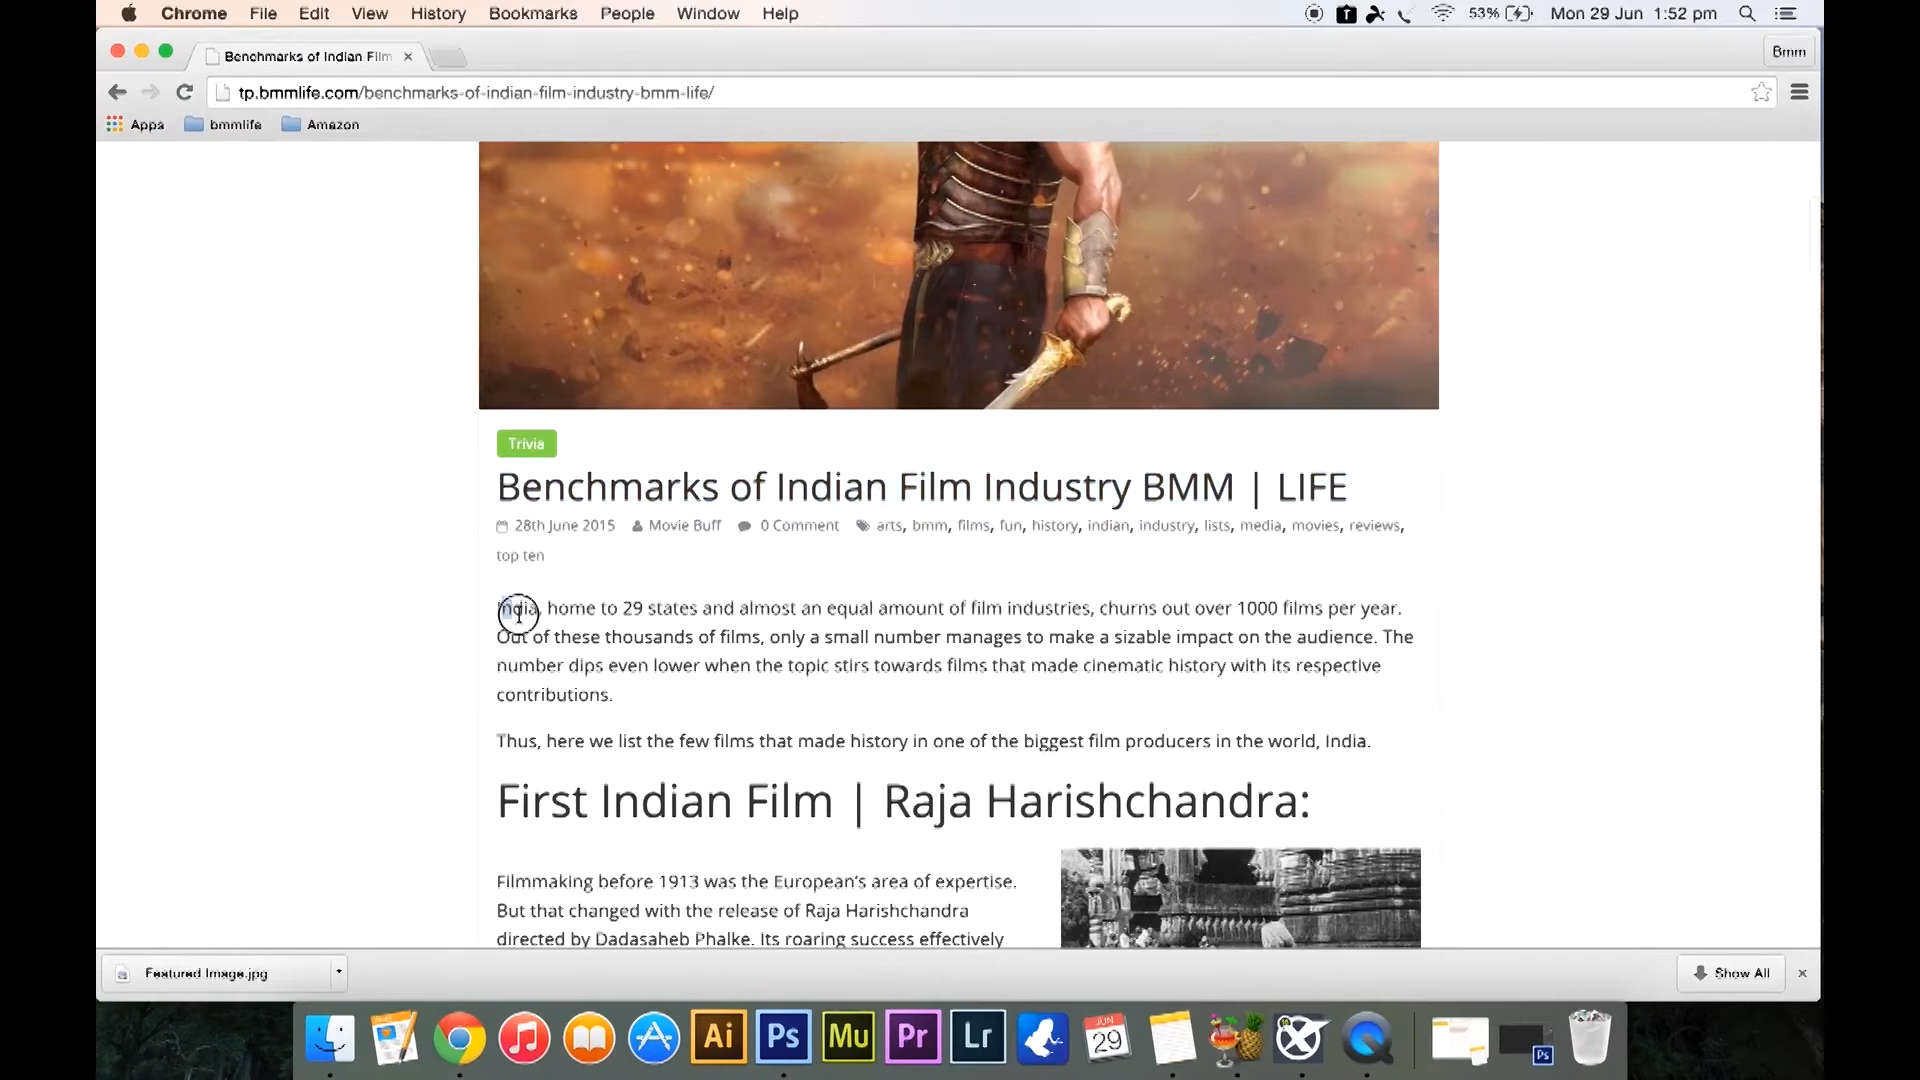 Chrome File Edit View History Bookmarks People Window Help 53% Mon 29 Jun 1:52 pm
Benchmarks of Indian Film
Bmm
tp.bmmlife.com/benchmarks-of-indian-film-industry-bmm-life/
Apps bmmlife Amazon
Trivia
Benchmarks of Indian Film Industry BMM | LIFE
28th June 2015 Movie Buff 0 Comment arts, bmm, films, fun, history, indian, industry, lists, media, movies, reviews,
top ten
India, home to 29 states and almost an equal amount of film industries, churns out over 1000 films per year.
Out of these thousands of films, only a small number manages to make a sizable impact on the audience. The
number dips even lower when the topic stirs towards films that made cinematic history with its respective
contributions.
Thus, here we list the few films that made history in one of the biggest film producers in the world, India.
First Indian Film | Raja Harishchandra:
Filmmaking before 1913 was the European's area of expertise.
But that changed with the release of Raja Harishchandra
directed by Dadasaheb Phalke. Its roaring success effectively
Featured Image.jpg
Show All
Ai Ps Mu Pr Lr JUN 29 Ps